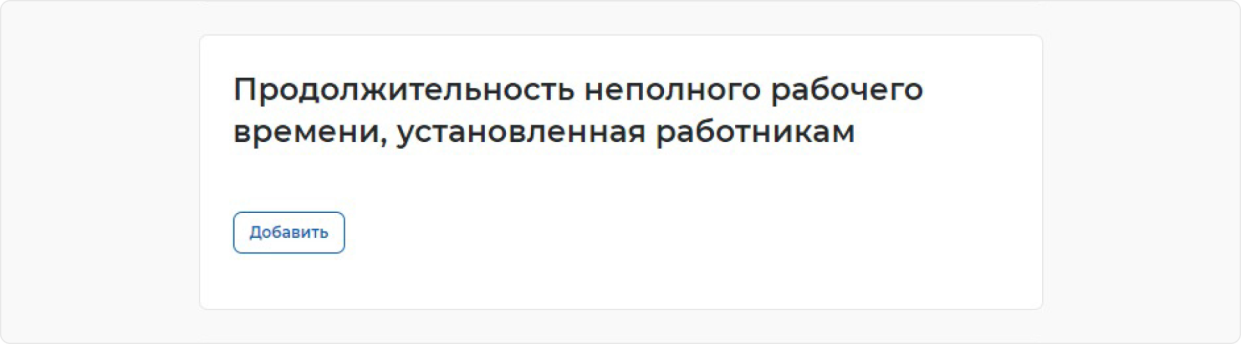 Продолжительность неполного рабочего
времени, установленная работникам
Добавить